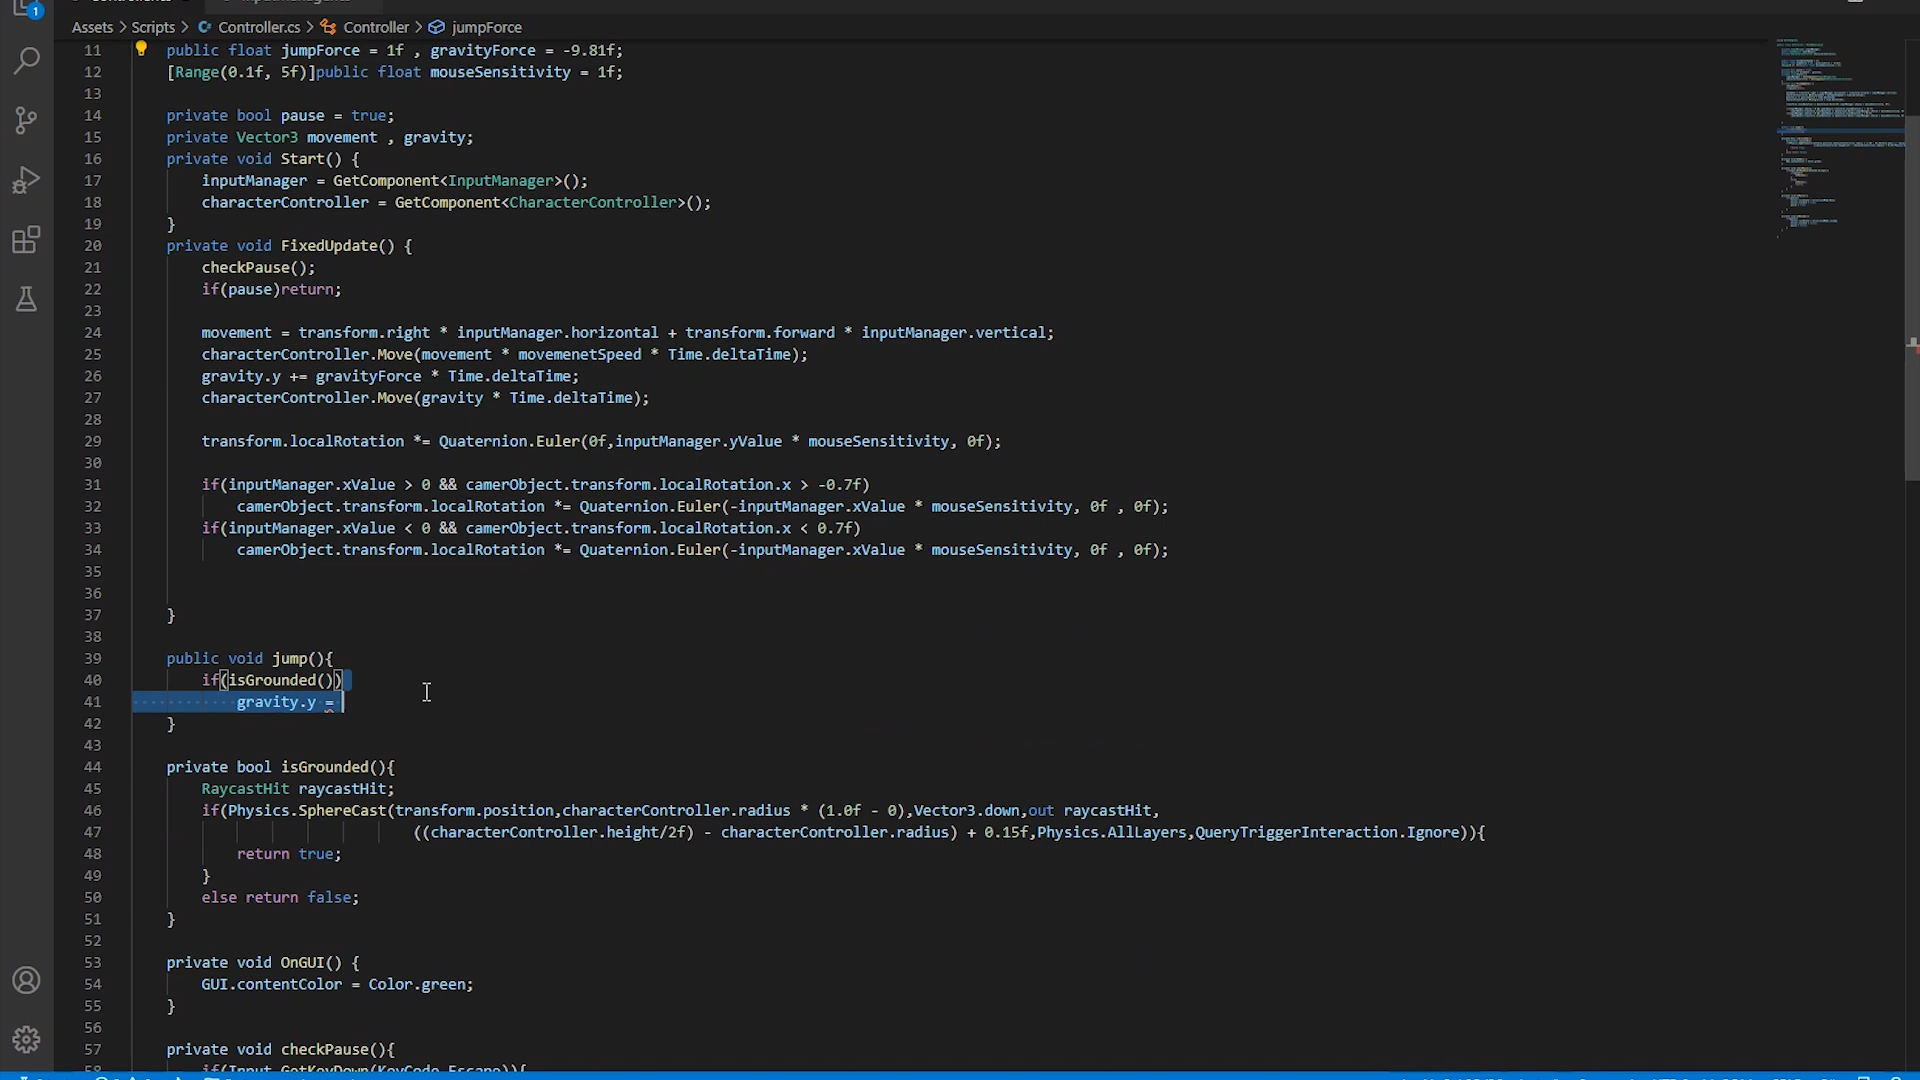 1
Assets > Scripts > Controller.cs > Controller > jumpForce
11 public float jumpForce = 1f , gravityForce = -9.81f;
12 [Range(0.1f, 5f)]public float mouseSensitivity = 1f;
13
14 private bool pause = true;
15 private Vector3 movement , gravity;
16 private void Start() {
17 inputManager = GetComponent<InputManager>();
18 characterController = GetComponent<CharacterController>();
19 }
20 private void FixedUpdate() {
21 checkPause();
22 if(pause)return;
23
24 movement = transform.right * inputManager.horizontal + transform.forward * inputManager.vertical;
25 characterController.Move(movement * movemenetSpeed * Time.deltaTime);
26 gravity.y += gravityForce * Time.deltaTime;
27 characterController.Move(gravity * Time.deltaTime);
28
29 transform.localRotation *= Quaternion.Euler(0f,inputManager.yValue * mouseSensitivity, 0f);
30
31 if(inputManager.xValue > 0 && camerObject.transform.localRotation.x > -0.7f)
32 camerObject.transform.localRotation *= Quaternion.Euler(-inputManager.xValue * mouseSensitivity, 0f , 0f);
33 if(inputManager.xValue < 0 && camerObject.transform.localRotation.x < 0.7f)
34 camerObject.transform.localRotation *= Quaternion.Euler(-inputManager.xValue * mouseSensitivity, 0f , 0f);
35
36
37 }
38
39 public void jump(){
40 if(isGrounded())
41 gravity.y =
42 }
43
44 private bool isGrounded(){
45 RaycastHit raycastHit;
46 if(Physics.SphereCast(transform.position,characterController.radius * (1.0f - 0),Vector3.down,out raycastHit,
47 ((characterController.height/2f) - characterController.radius) + 0.15f,Physics.AllLayers,QueryTriggerInteraction.Ignore)){
48 return true;
49 }
50 else return false;
51 }
52
53 private void OnGUI() {
54 GUI.contentColor = Color.green;
55 }
56
57 private void checkPause(){
58 if(Input.GetKeyDown(KeyCode.Escape)){